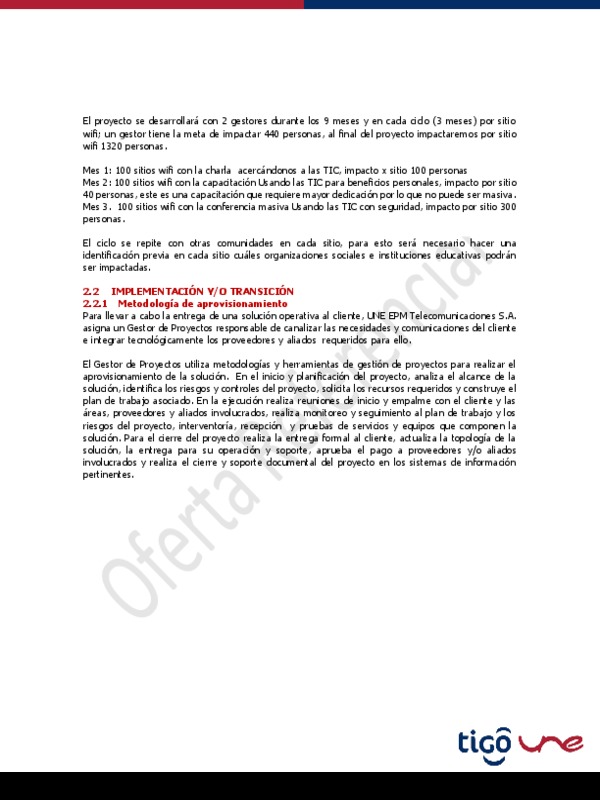 El proyecto se desarrollará con 2 gestores durante los 9 meses y en cada ciclo (3 meses) por sitio
wifi; un gestor tiene la meta de impactar 440 personas, al final del proyecto impactaremos por sitio
wifi 1320 personas.
Mes 1: 100 sitios wifi con la charla  acercándonos a las TIC, impacto x sitio 100 personas
Mes 2: 100 sitios wifi con la capacitación Usando las TIC para beneficios personales, impacto por sitio
40 personas, este es una capacitación que requiere mayor dedicación por lo que no puede ser masiva.
Mes 3.  100 sitios wifi con la conferencia masiva Usando las TIC con seguridad, impacto por sitio 300
personas.
El ciclo se repite con otras comunidades en cada sitio, para esto será necesario hacer una
identificación previa en cada sitio cuáles organizaciones sociales e instituciones educativas podrán
ser impactadas.
2.2 IMPLEMENTACIÓN Y/O TRANSICIÓN
2.2.1 Metodología de aprovisionamiento
Para llevar a cabo la entrega de una solución operativa al cliente, UNE EPM Telecomunicaciones S.A.
asigna un Gestor de Proyectos responsable de canalizar las necesidades y comunicaciones del cliente
e integrar tecnológicamente los proveedores y aliados  requeridos para ello.
El Gestor de Proyectos utiliza metodologías y herramientas de gestión de proyectos para realizar el
aprovisionamiento de la solución.  En el inicio y planificación del proyecto, analiza el alcance de la
solución, identifica los riesgos y controles del proyecto, solicita los recursos requeridos y construye el
plan de trabajo asociado. En la ejecución realiza reuniones de inicio y empalme con el cliente y las
áreas, proveedores y aliados involucrados, realiza monitoreo y seguimiento al plan de trabajo y los
riesgos del proyecto, interventoría, recepción  y pruebas de servicios y equipos que componen la
solución. Para el cierre del proyecto realiza la entrega formal al cliente, actualiza la topología de la
solución, la entrega para su operación y soporte, aprueba el pago a proveedores y/o aliados
involucrados y realiza el cierre y soporte documental del proyecto en los sistemas de información
pertinentes.
Oferta Referencial
tigo une